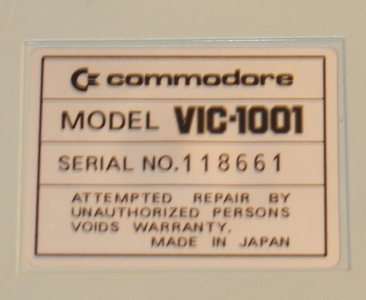 commodore
MODEL VIC-1001
SERIAL NO. 118661
ATTEMPTED REPAIR BY
UNAUTHORIZED PERSONS
VOIDS WARRANTY.
MADE IN JAPAN